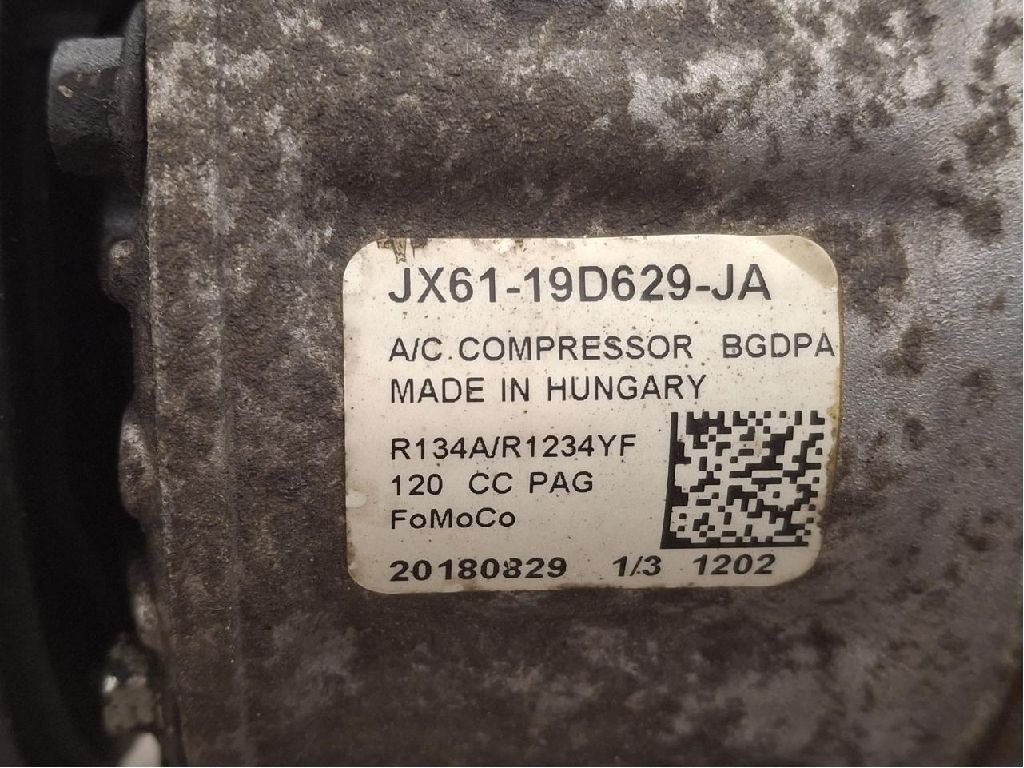 JX61-19D629-JA
A/C.COMPRESSOR BGDPA
MADE IN HUNGARY
R134A/R1234YF
120 CC PAG
FoMoCo
20180829 1/3 1202